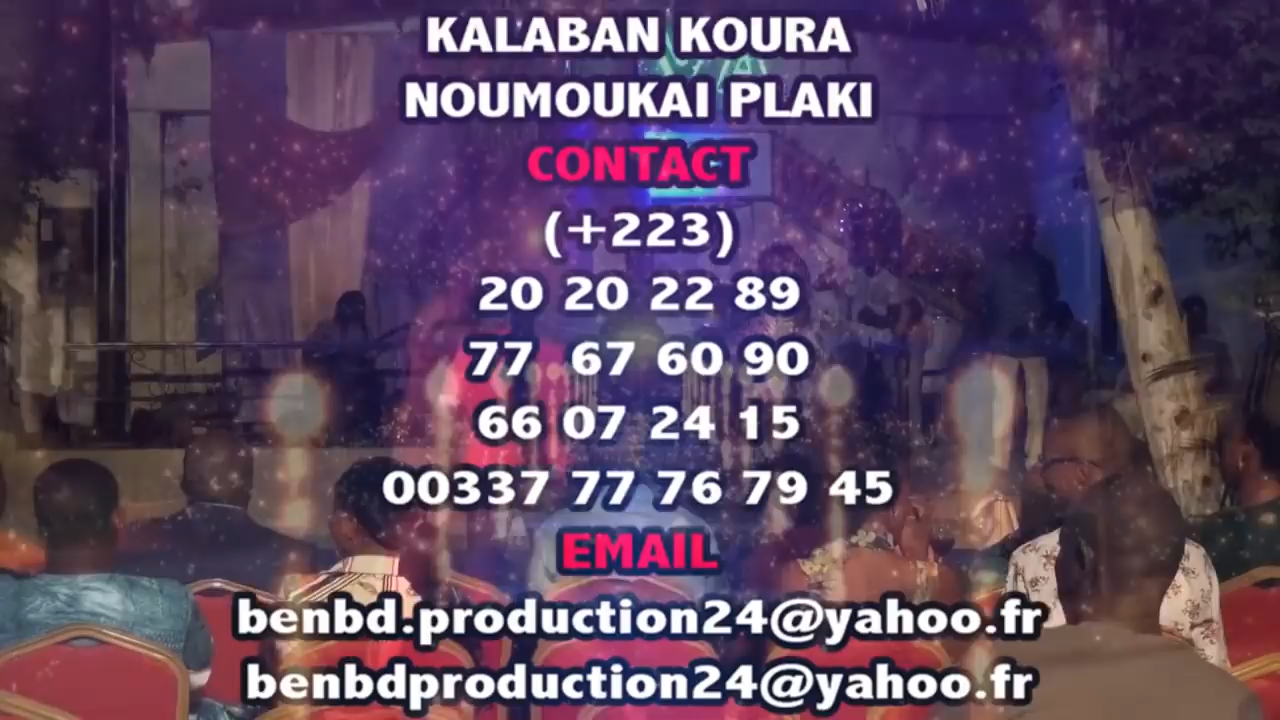 KALABAN KOURA
NOUMOUKAI PLAKI
CONTACT
(+223)
20 20 22 89
77 67 60 90
66 07 24 15
00337 77 76 79 45
EMAIL
benbd.production24@yahoo.fr
benbdproduction24@yahoo.fr